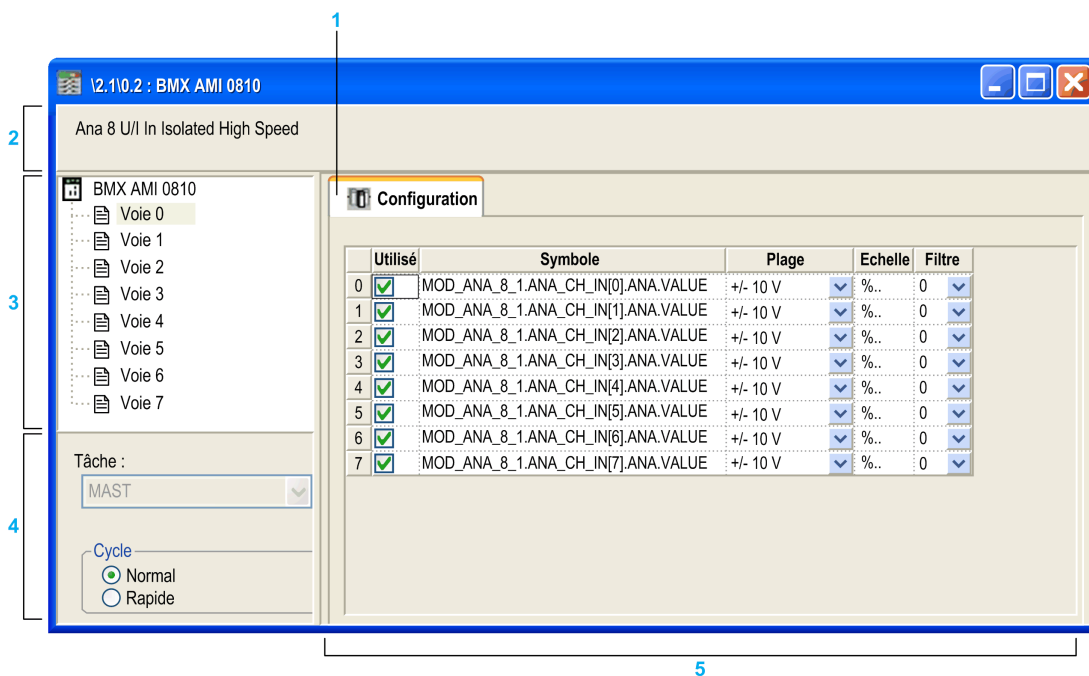 1
\2.1\0.2 : BMX AMI 0810
2
Ana 8 U/I In Isolated High Speed
3
BMX AMI 0810
Voie 0
Voie 1
Voie 2
Voie 3
Voie 4
Voie 5
Voie 6
Voie 7
Configuration
Utilisé Symbole Plage Echelle Filtre
0 MOD_ANA_8_1.ANA_CH_IN[0].ANA.VALUE +/- 10 V %.. 0
1 MOD_ANA_8_1.ANA_CH_IN[1].ANA.VALUE +/- 10 V %.. 0
2 MOD_ANA_8_1.ANA_CH_IN[2].ANA.VALUE +/- 10 V %.. 0
3 MOD_ANA_8_1.ANA_CH_IN[3].ANA.VALUE +/- 10 V %.. 0
4 MOD_ANA_8_1.ANA_CH_IN[4].ANA.VALUE +/- 10 V %.. 0
5 MOD_ANA_8_1.ANA_CH_IN[5].ANA.VALUE +/- 10 V %.. 0
6 MOD_ANA_8_1.ANA_CH_IN[6].ANA.VALUE +/- 10 V %.. 0
7 MOD_ANA_8_1.ANA_CH_IN[7].ANA.VALUE +/- 10 V %.. 0
4
Tâche :
MAST
Cycle
Normal
Rapide
5